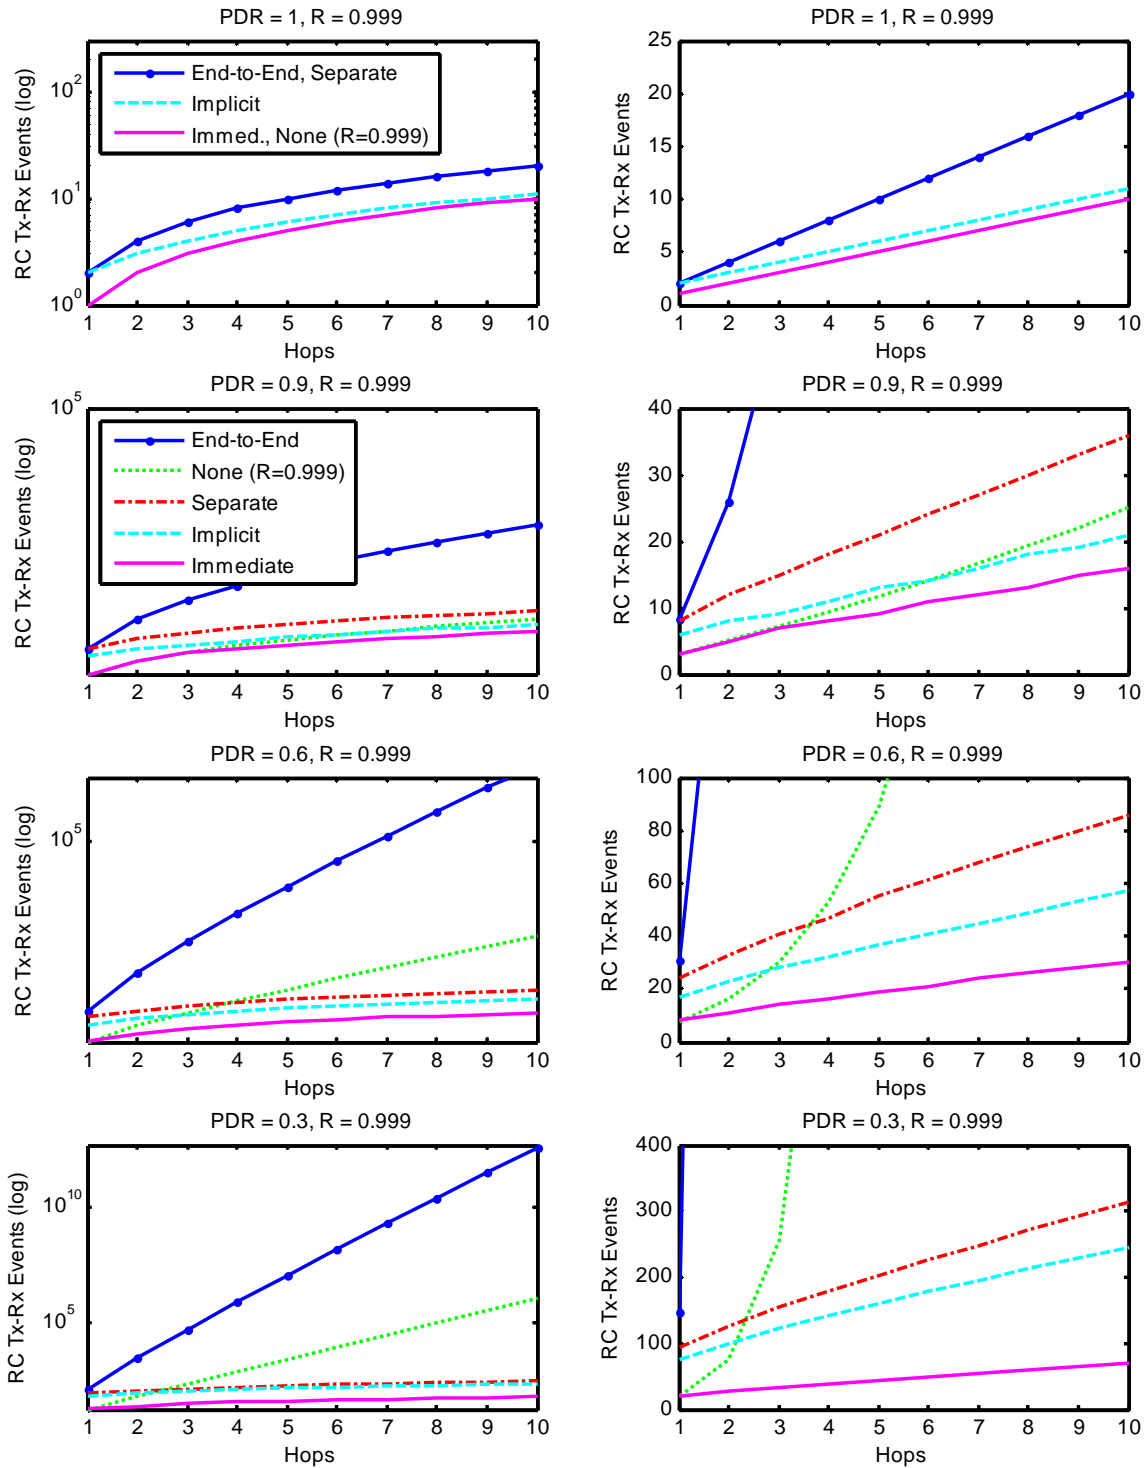 PDR = 1, R = 0.999
RC Tx-Rx Events (log)
10^2
10^1
10^0
End-to-End, Separate
Implicit
Immed., None (R=0.999)
1 2 3 4 5 6 7 8 9 10
Hops
PDR = 1, R = 0.999
RC Tx-Rx Events
25
20
15
10
5
0
1 2 3 4 5 6 7 8 9 10
Hops
PDR = 0.9, R = 0.999
RC Tx-Rx Events (log)
10^5
End-to-End
None (R=0.999)
Separate
Implicit
Immediate
1 2 3 4 5 6 7 8 9 10
Hops
PDR = 0.9, R = 0.999
RC Tx-Rx Events
40
30
20
10
0
1 2 3 4 5 6 7 8 9 10
Hops
PDR = 0.6, R = 0.999
RC Tx-Rx Events (log)
10^5
1 2 3 4 5 6 7 8 9 10
Hops
PDR = 0.6, R = 0.999
RC Tx-Rx Events
100
80
60
40
20
0
1 2 3 4 5 6 7 8 9 10
Hops
PDR = 0.3, R = 0.999
RC Tx-Rx Events (log)
10^10
10^5
1 2 3 4 5 6 7 8 9 10
Hops
PDR = 0.3, R = 0.999
RC Tx-Rx Events
400
300
200
100
0
1 2 3 4 5 6 7 8 9 10
Hops